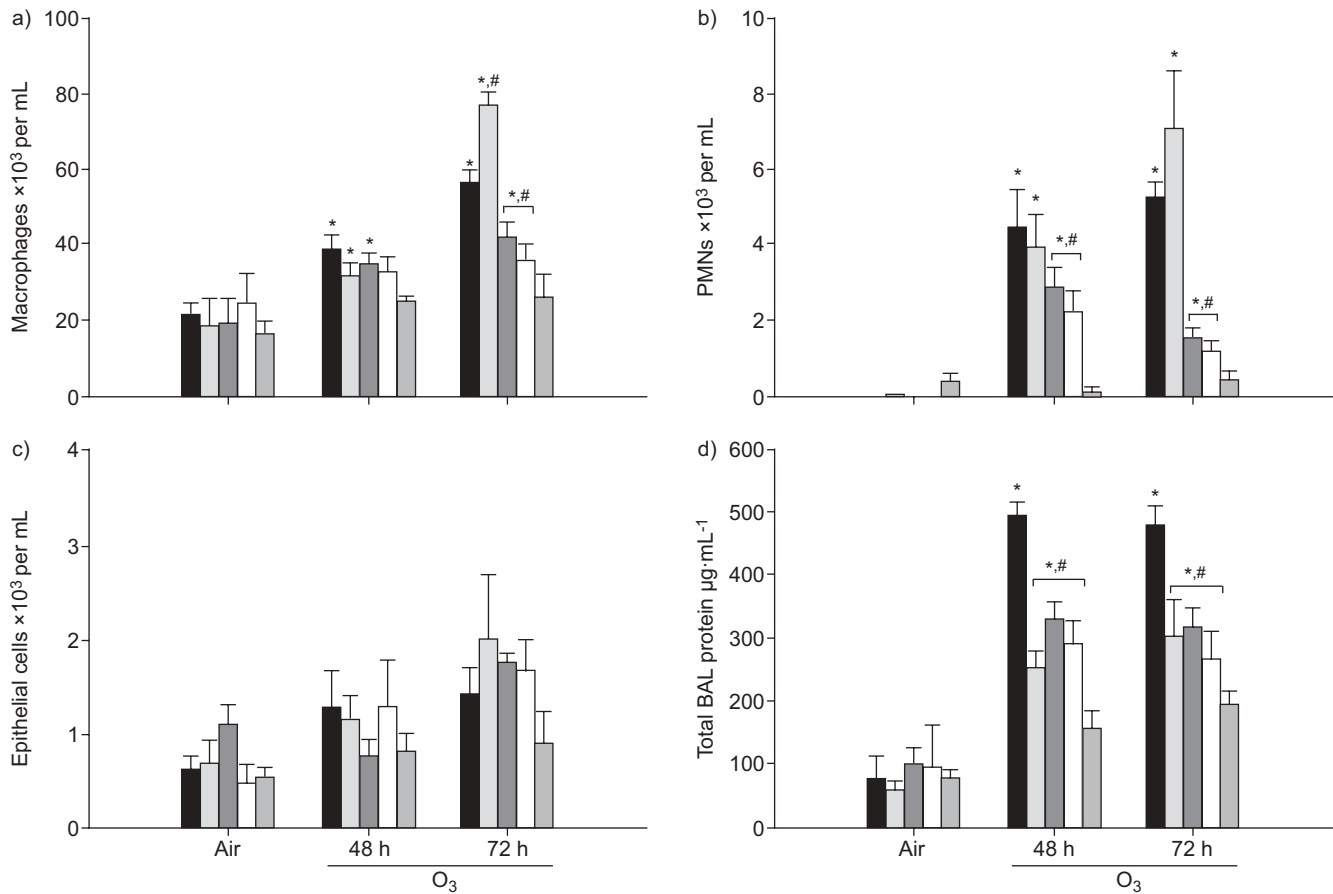 a)
Macrophages ×10³ per mL
100
80
60
40
20
0
*
*
*
*
*,#
*,#
b)
PMNs ×10³ per mL
10
8
6
4
2
0
*
*
*,#
*
*
*,#
c)
Epithelial cells ×10³ per mL
4
3
2
1
0
Air
48 h
72 h
O₃
d)
Total BAL protein µg·mL⁻¹
600
500
400
300
200
100
0
*
*,#
*
*,#
Air
48 h
72 h
O₃